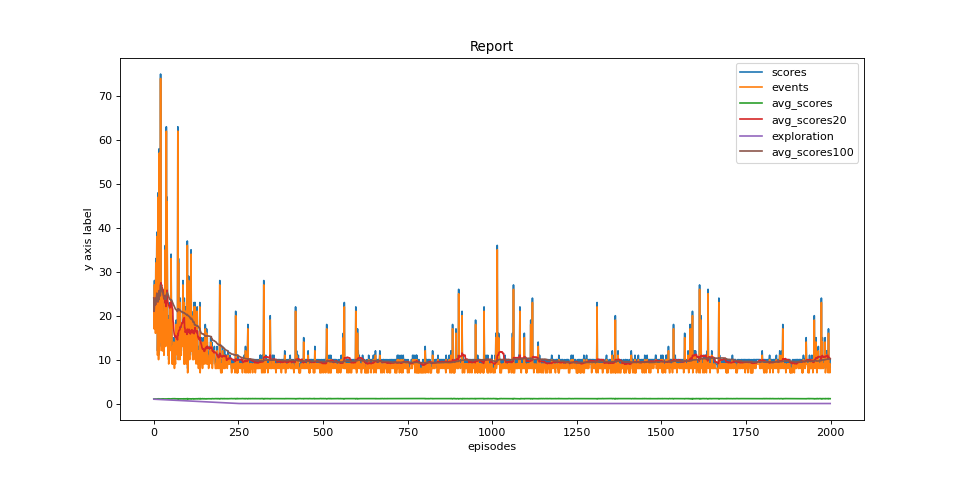 Report
scores
events
avg_scores
avg_scores20
exploration
avg_scores100
y axis label
70
60
50
40
30
20
10
0
0 250 500 750 1000 1250 1500 1750 2000
episodes